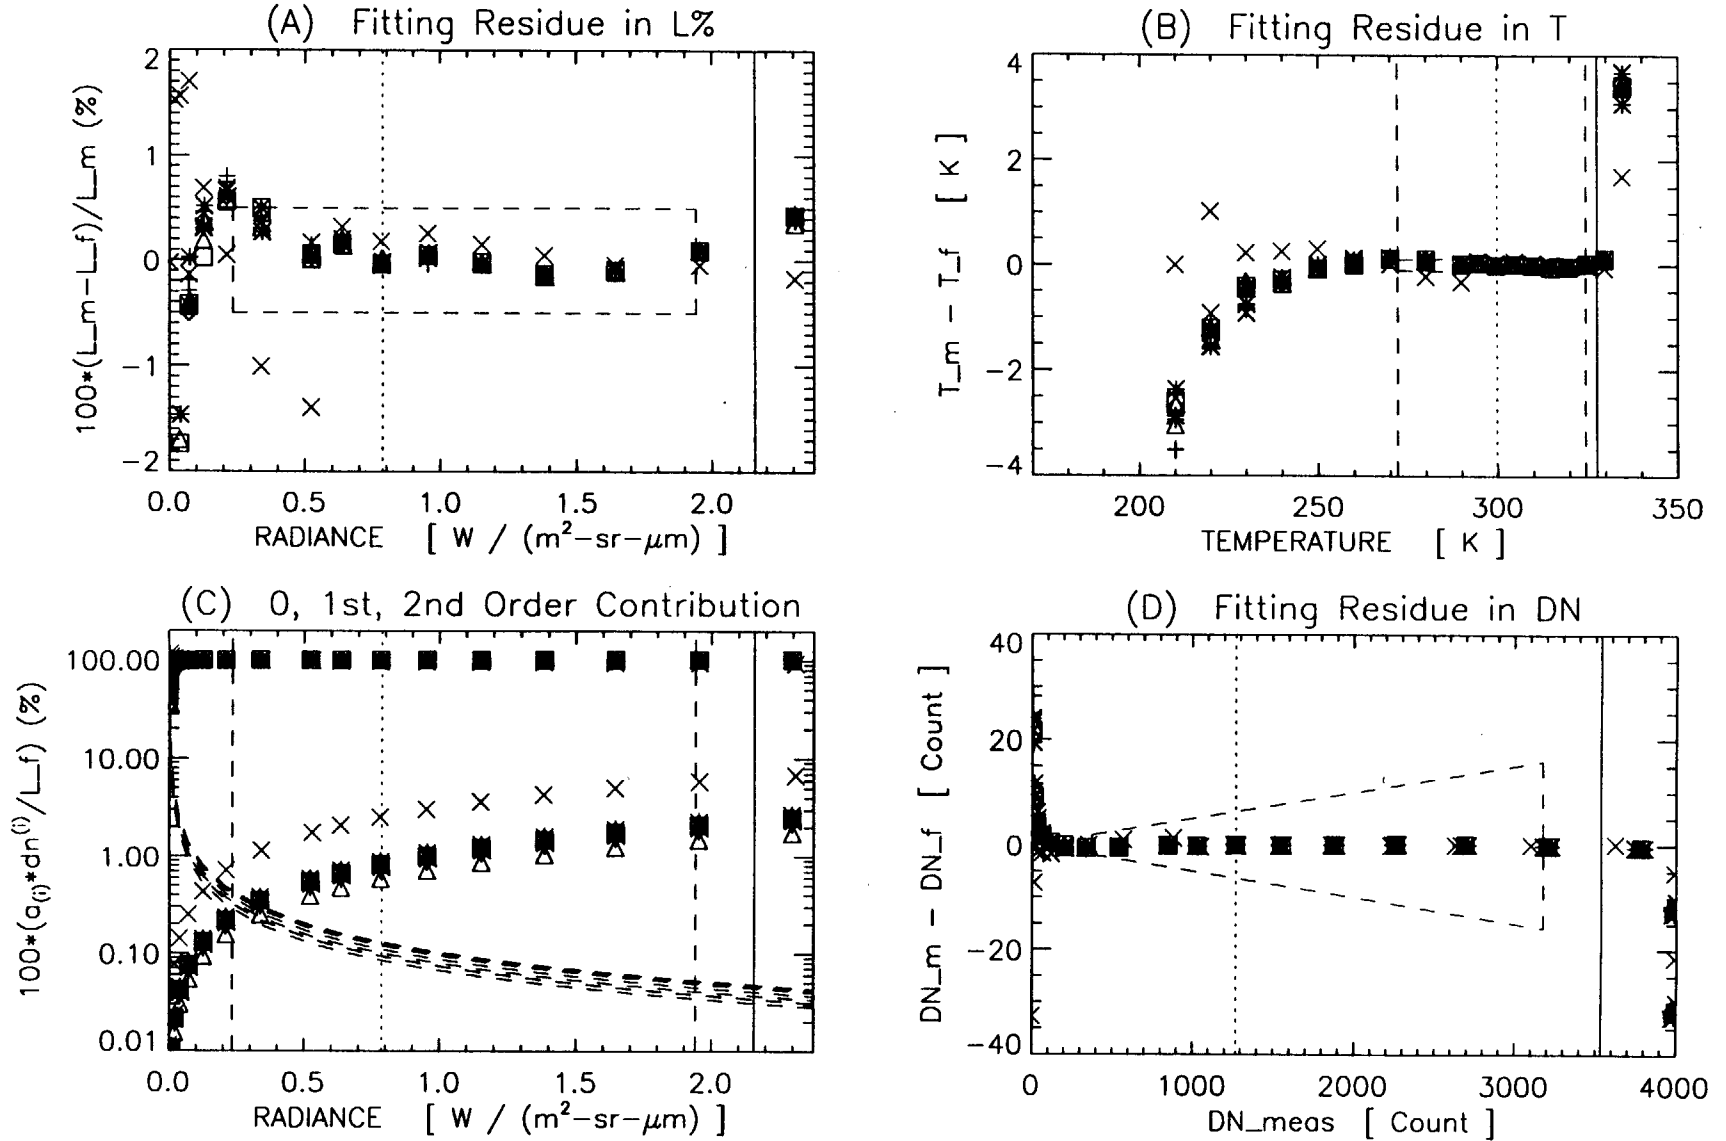 (A) Fitting Residue in L%
100*(L_m-L_f)/L_m (%)
2
1
0
-1
-2
0.0 0.5 1.0 1.5 2.0
RADIANCE [ W / (m²-sr-μm) ]
(B) Fitting Residue in T
T_m - T_f [ K ]
4
2
0
-2
-4
200 250 300 350
TEMPERATURE [ K ]
(C) 0, 1st, 2nd Order Contribution
100*(a₍ᵢ₎*dn⁽ⁱ⁾/L_f) (%)
100.00
10.00
1.00
0.10
0.01
0.0 0.5 1.0 1.5 2.0
RADIANCE [ W / (m²-sr-μm) ]
(D) Fitting Residue in DN
DN_m - DN_f [ Count ]
40
20
0
-20
-40
0 1000 2000 3000 4000
DN_meas [ Count ]